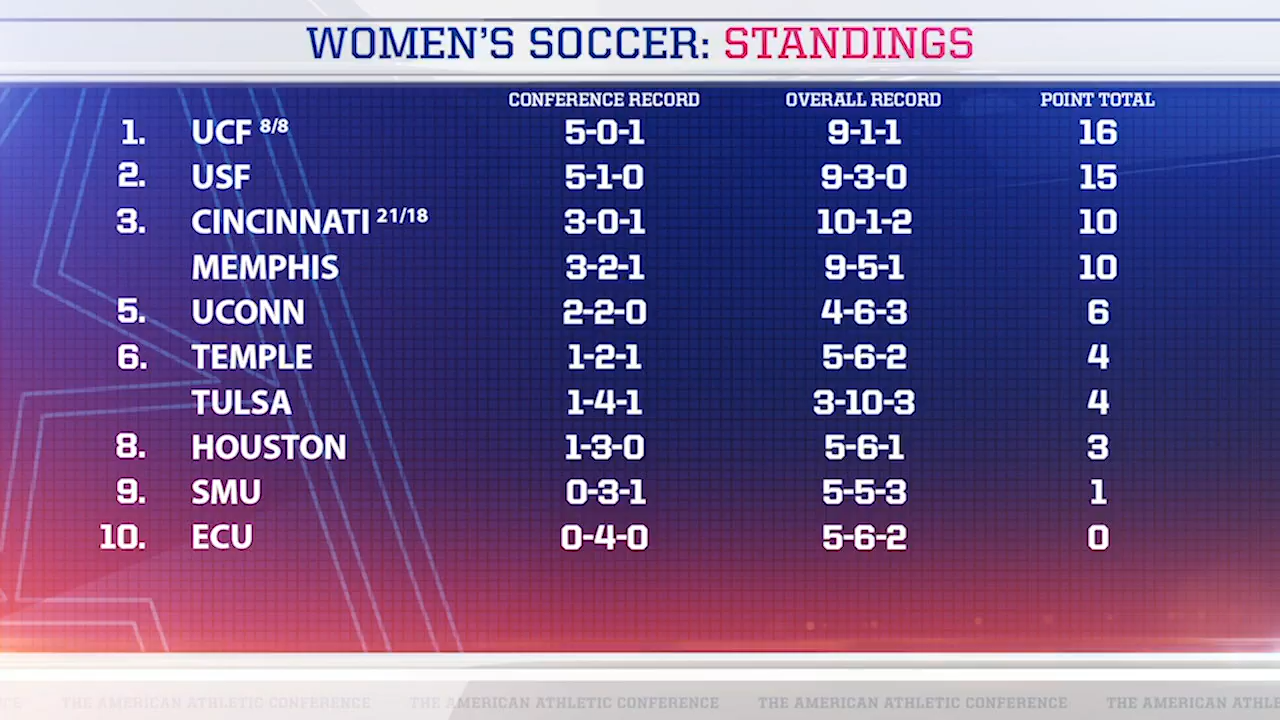 WOMEN'S SOCCER: STANDINGS
CONFERENCE RECORD OVERALL RECORD POINT TOTAL
1. UCF 8/8 5-0-1 9-1-1 16
2. USF 5-1-0 9-3-0 15
3. CINCINNATI 21/18 3-0-1 10-1-2 10
MEMPHIS 3-2-1 9-5-1 10
5. UCONN 2-2-0 4-6-3 6
6. TEMPLE 1-2-1 5-6-2 4
TULSA 1-4-1 3-10-3 4
8. HOUSTON 1-3-0 5-6-1 3
9. SMU 0-3-1 5-5-3 1
10. ECU 0-4-0 5-6-2 0
CE THE AMERICAN ATHLETIC CONFERENCE THE AMERICAN ATHLETIC CONFERENCE THE AMERICAN ATHLETIC CONFERENCE THE AMERICAN ATHLE